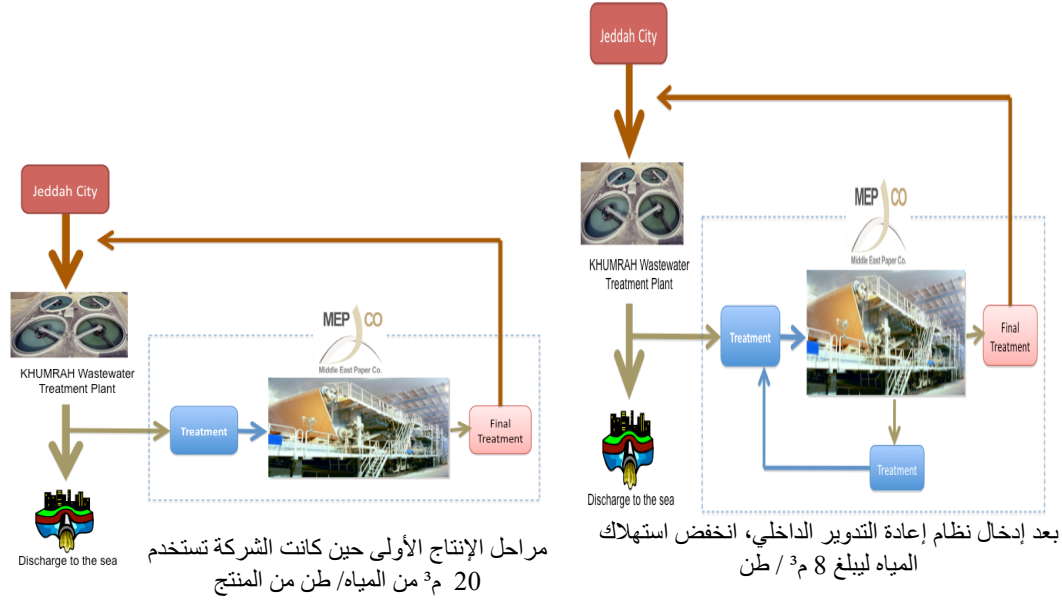 Jeddah City
MEP CO
Middle East Paper Co.
KHUMRAH Wastewater
Treatment Plant
Treatment
Final
Treatment
Discharge to the sea
مراحل الإنتاج الأولى حين كانت الشركة تستخدم
20 م³ من المياه/ طن من المنتج
Jeddah City
MEP CO
Middle East Paper Co.
KHUMRAH Wastewater
Treatment Plant
Treatment
Final
Treatment
Treatment
Discharge to the sea
بعد إدخال نظام إعادة التدوير الداخلي، انخفض استهلاك
المياه ليبلغ 8 م³ / طن